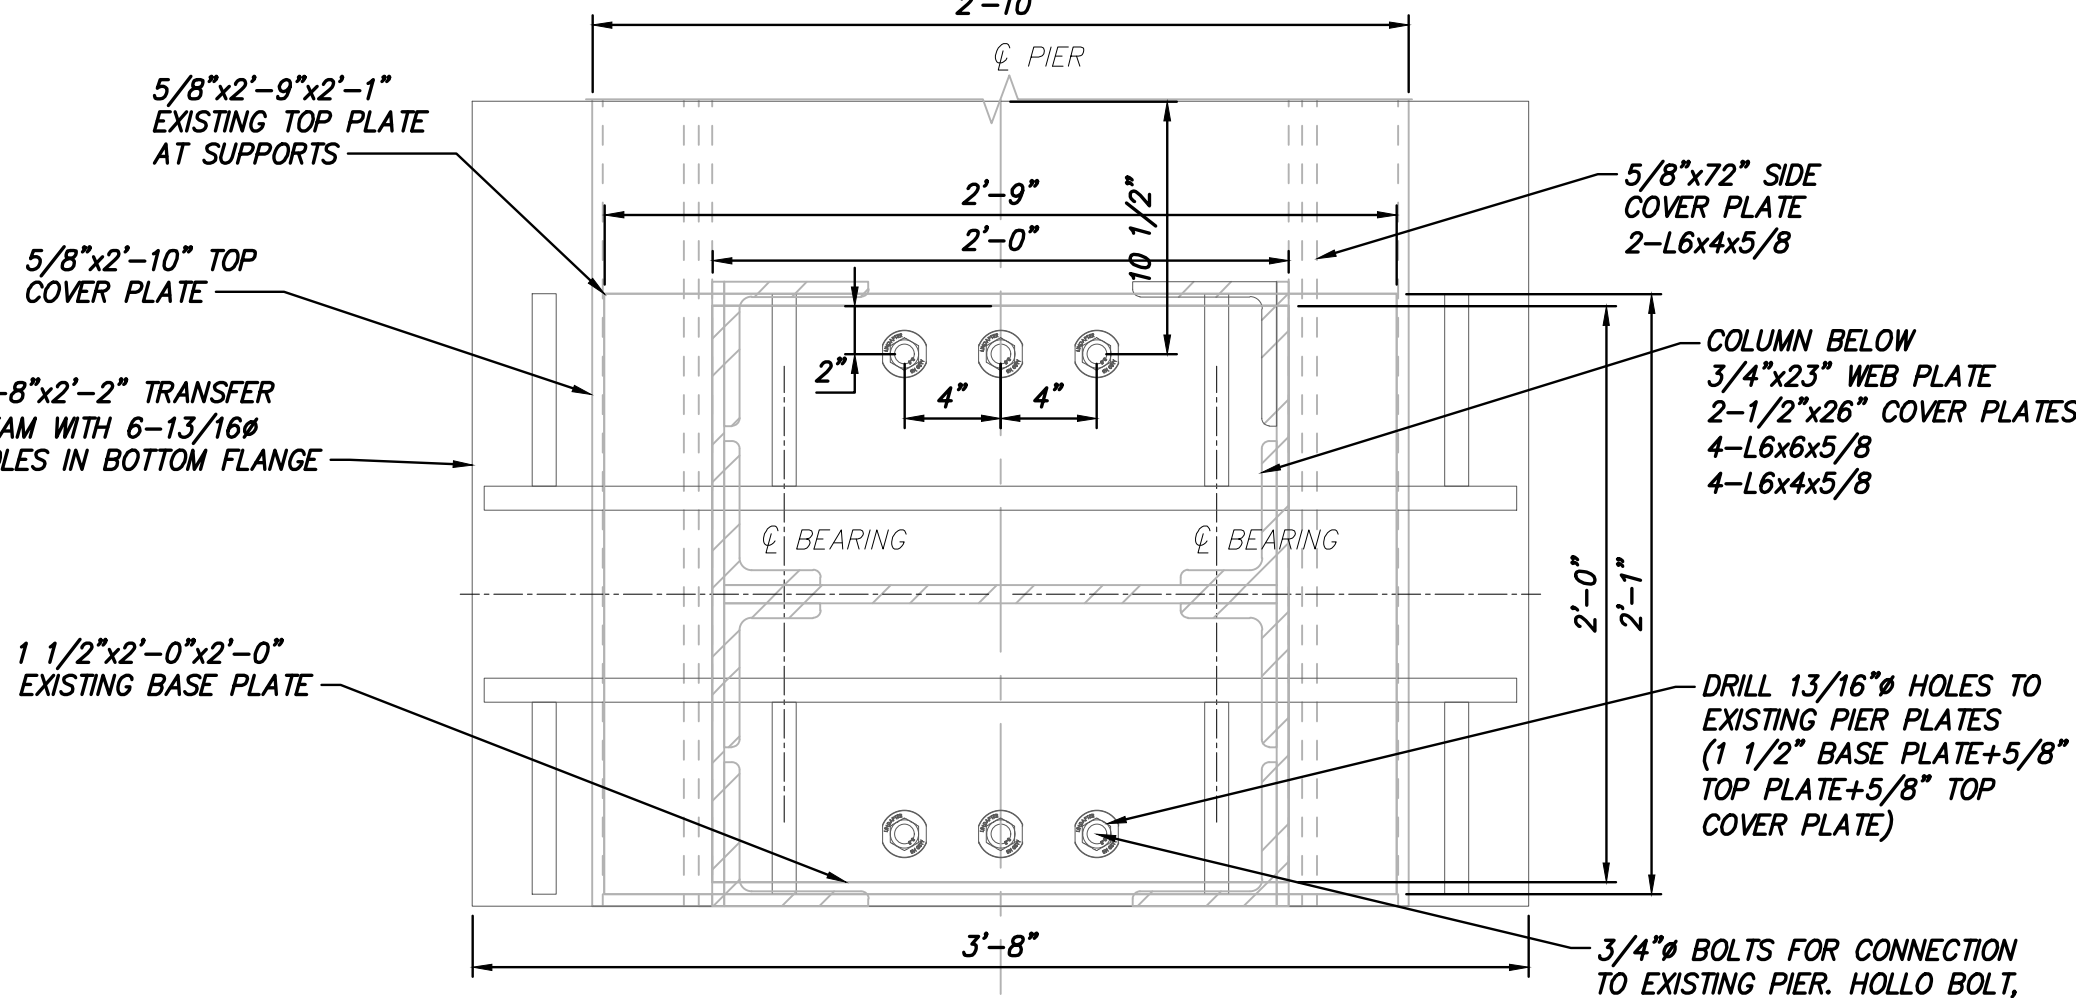 2'-10"
℄ PIER
5/8"x2'-9"x2'-1"
EXISTING TOP PLATE
AT SUPPORTS
2'-9"
2'-0"
10 1/2"
5/8"x72" SIDE
COVER PLATE
2-L6x4x5/8
5/8"x2'-10" TOP
COVER PLATE
2"
4"
4"
COLUMN BELOW
3/4"x23" WEB PLATE
2-1/2"x26" COVER PLATES
4-L6x6x5/8
4-L6x4x5/8
-8"x2'-2" TRANSFER
AM WITH 6-13/16ø
LES IN BOTTOM FLANGE
℄ BEARING
℄ BEARING
2'-0"
2'-1"
1 1/2"x2'-0"x2'-0"
EXISTING BASE PLATE
DRILL 13/16"ø HOLES TO
EXISTING PIER PLATES
(1 1/2" BASE PLATE+5/8"
TOP PLATE+5/8" TOP
COVER PLATE)
3'-8"
3/4"ø BOLTS FOR CONNECTION
TO EXISTING PIER. HOLLO BOLT,